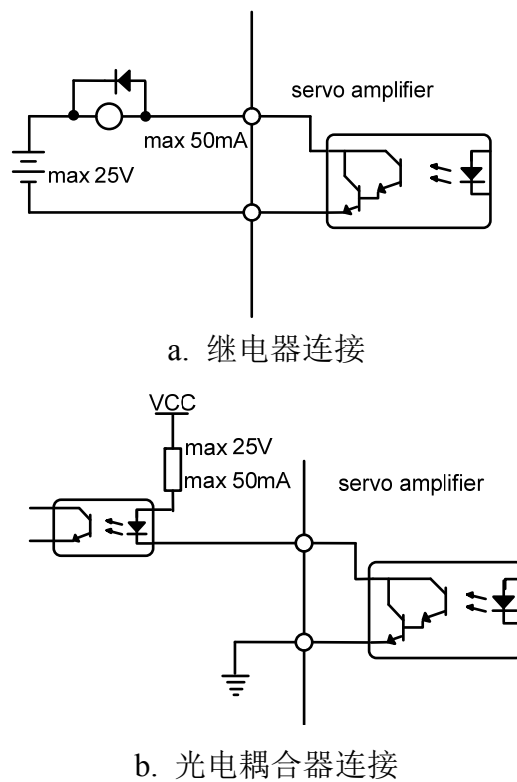 servo amplifier
max 50mA
max 25V
a. 继电器连接
VCC
max 25V
max 50mA
servo amplifier
b. 光电耦合器连接